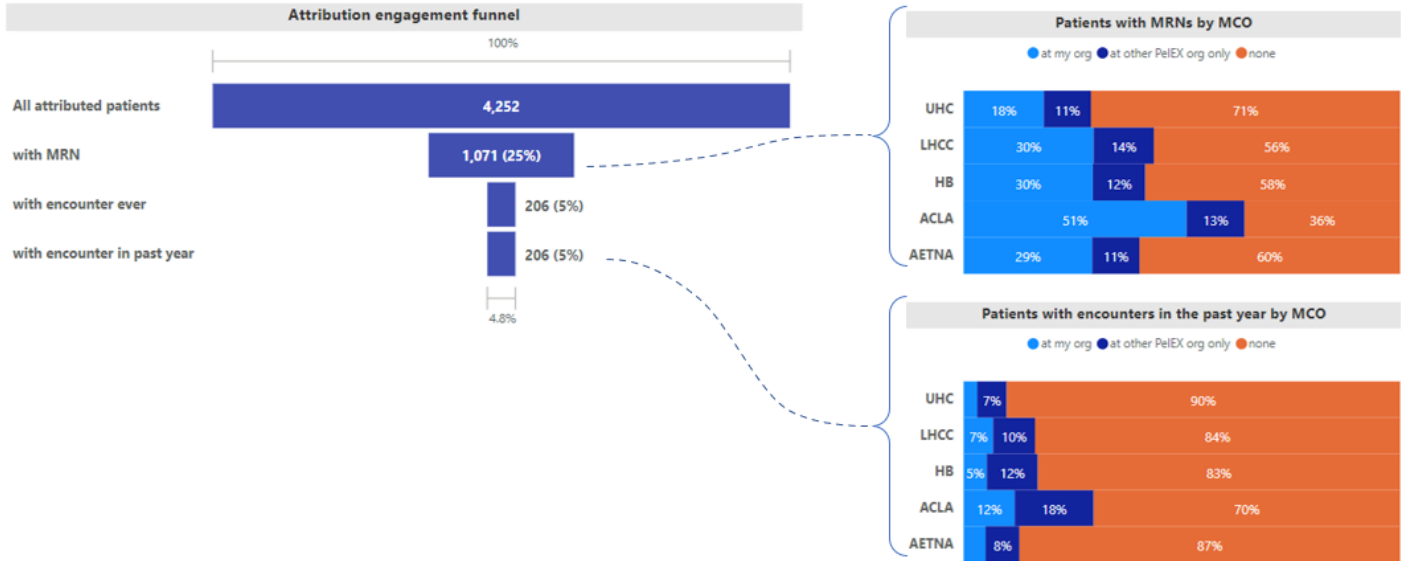 Attribution engagement funnel
100%
All attributed patients
4,252
with MRN
1,071 (25%)
with encounter ever
206 (5%)
with encounter in past year
206 (5%)
4.8%
Patients with MRNs by MCO
at my org at other PelEX org only none
UHC 18% 11% 71%
LHCC 30% 14% 56%
HB 30% 12% 58%
ACLA 51% 13% 36%
AETNA 29% 11% 60%
Patients with encounters in the past year by MCO
at my org at other PelEX org only none
UHC 7% 90%
LHCC 7% 10% 84%
HB 5% 12% 83%
ACLA 12% 18% 70%
AETNA 8% 87%